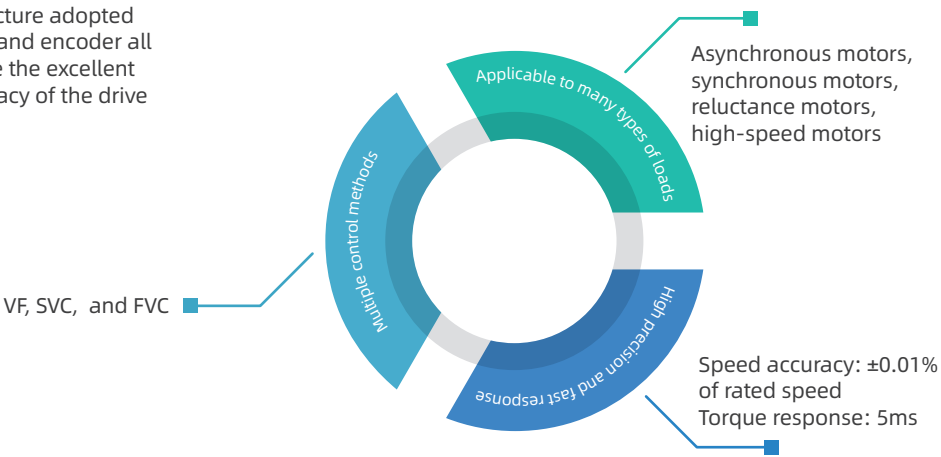 cture adopted
and encoder all
e the excellent
acy of the drive
Applicable to many types of loads
Asynchronous motors,
synchronous motors,
reluctance motors,
high-speed motors
Multiple control methods
VF, SVC, and FVC
High precision and fast response
Speed accuracy: ±0.01%
of rated speed
Torque response: 5ms